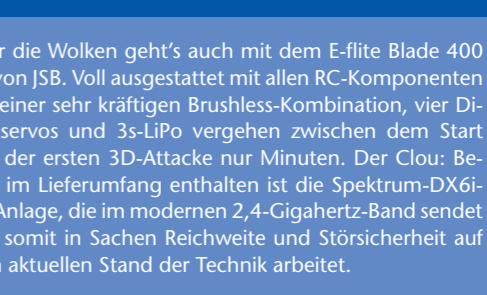 r die Wolken geht's auch mit dem E-flite Blade 400
von JSB. Voll ausgestattet mit allen RC-Komponenten
einer sehr kräftigen Brushless-Kombination, vier Di-
servos und 3s-LiPo vergehen zwischen dem Start
der ersten 3D-Attacke nur Minuten. Der Clou: Be-
im Lieferumfang enthalten ist die Spektrum-DX6i-
Anlage, die im modernen 2,4-Gigahertz-Band sendet
somit in Sachen Reichweite und Störsicherheit auf
aktuellen Stand der Technik arbeitet.